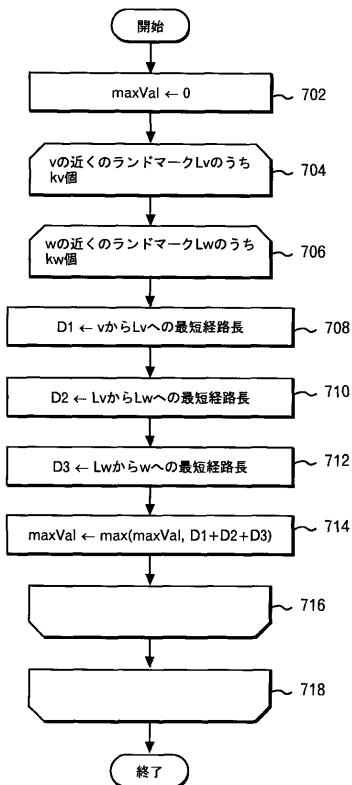 開始
maxVal ← 0
702
vの近くのランドマークLvのうち
kv個
704
wの近くのランドマークLwのうち
kw個
706
D1 ← vからLvへの最短経路長
708
D2 ← LvからLwへの最短経路長
710
D3 ← Lwからwへの最短経路長
712
maxVal ← max(maxVal, D1+D2+D3)
714
716
718
終了